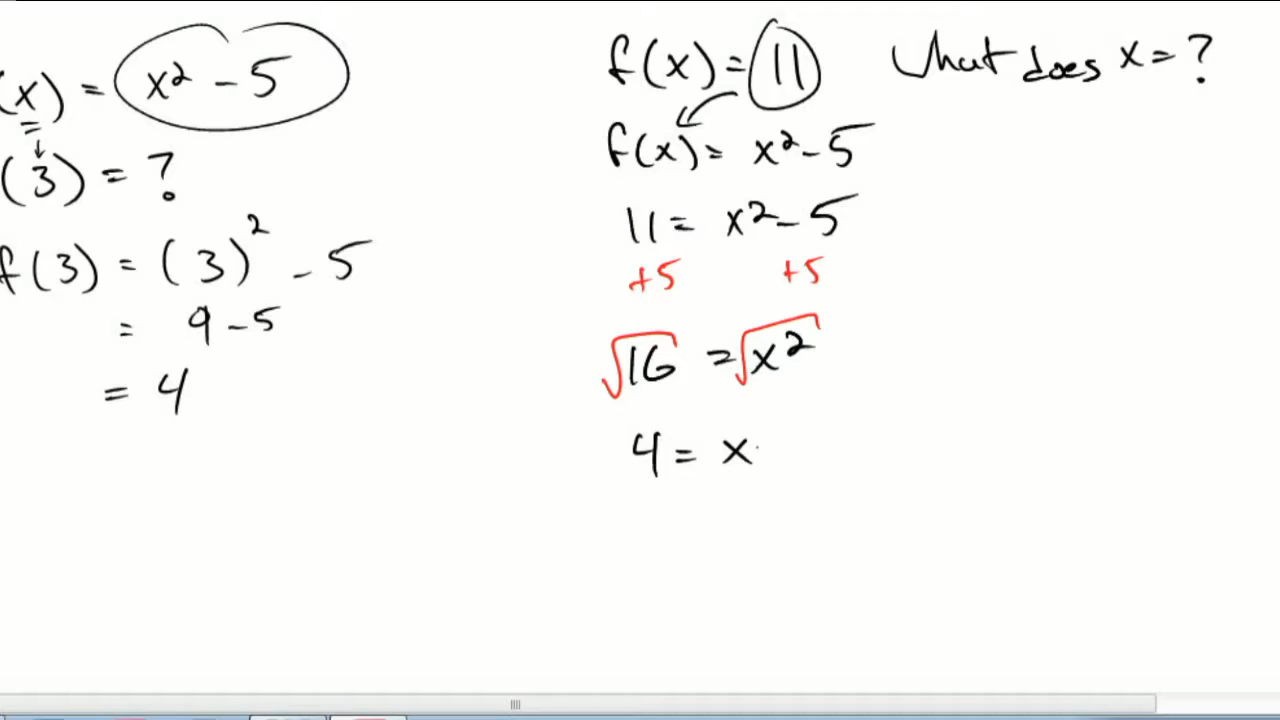 (x) = x² - 5
(3) = ?
f(3) = (3)² - 5
= 9 - 5
= 4
f(x) = 11 What does x = ?
f(x) = x² - 5
11 = x² - 5
+5 +5
√16 = √x²
4 = x